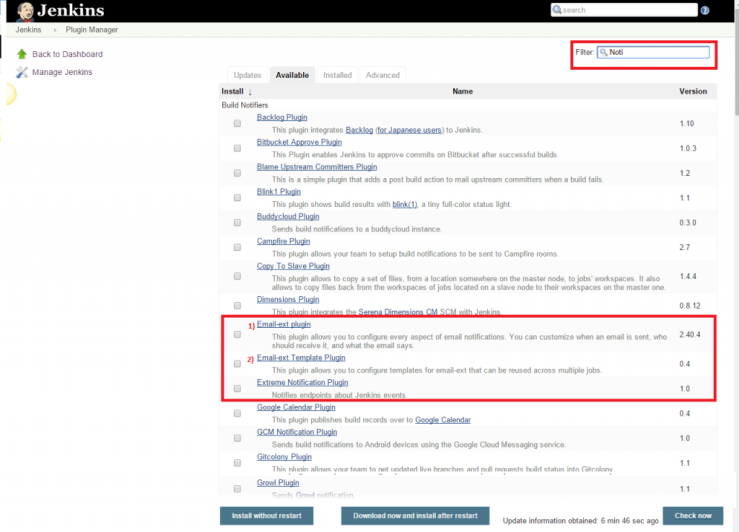 Jenkins
search
Jenkins › Plugin Manager
Filter: Noti
Back to Dashboard
Manage Jenkins
Updates Available Installed Advanced
Install ↓ Name Version
Build Notifiers
Backlog Plugin
This plugin integrates Backlog (for Japanese users) to Jenkins.
1.10
Bitbucket Approve Plugin
This Plugin enables Jenkins to approve commits on Bitbucket after successful builds.
1.0.3
Blame Upstream Committers Plugin
This is a simple plugin that adds a post build action to mail upstream committers when a build fails.
1.2
Blink1 Plugin
This plugin shows build results with blink(1), a tiny full-color status light.
1.1
Buddycloud Plugin
Sends build notifications to a buddycloud instance.
0.3.0
Campfire Plugin
This plugin allows your team to setup build notifications to be sent to Campfire rooms.
2.7
Copy To Slave Plugin
This plugin allows to copy a set of files, from a location somewhere on the master node, to jobs' workspaces. It also
allows to copy files back from the workspaces of jobs located on a slave node to their workspaces on the master one.
1.4.4
Dimensions Plugin
This plugin integrates the Serena Dimensions CM SCM with Jenkins.
0.8.12
1) Email-ext plugin
This plugin allows you to configure every aspect of email notifications. You can customize when an email is sent, who
should receive it, and what the email says.
2.40.4
2) Email-ext Template Plugin
This plugin allows you to configure templates for email-ext that can be reused across multiple jobs.
0.4
Extreme Notification Plugin
Notifies endpoints about Jenkins events
1.0
Google Calendar Plugin
This plugin publishes build records over to Google Calendar
0.4
GCM Notification Plugin
Sends build notifications to Android devices using the Google Cloud Messaging service.
1.0
Gitcolony Plugin
This plugin allows your team to get updated live branches and pull requests build status into Gitcolony
1.1
Growl Plugin
Sends Growl notification
1.1
Install without restart
Download now and install after restart
Update information obtained: 6 min 46 sec ago
Check now